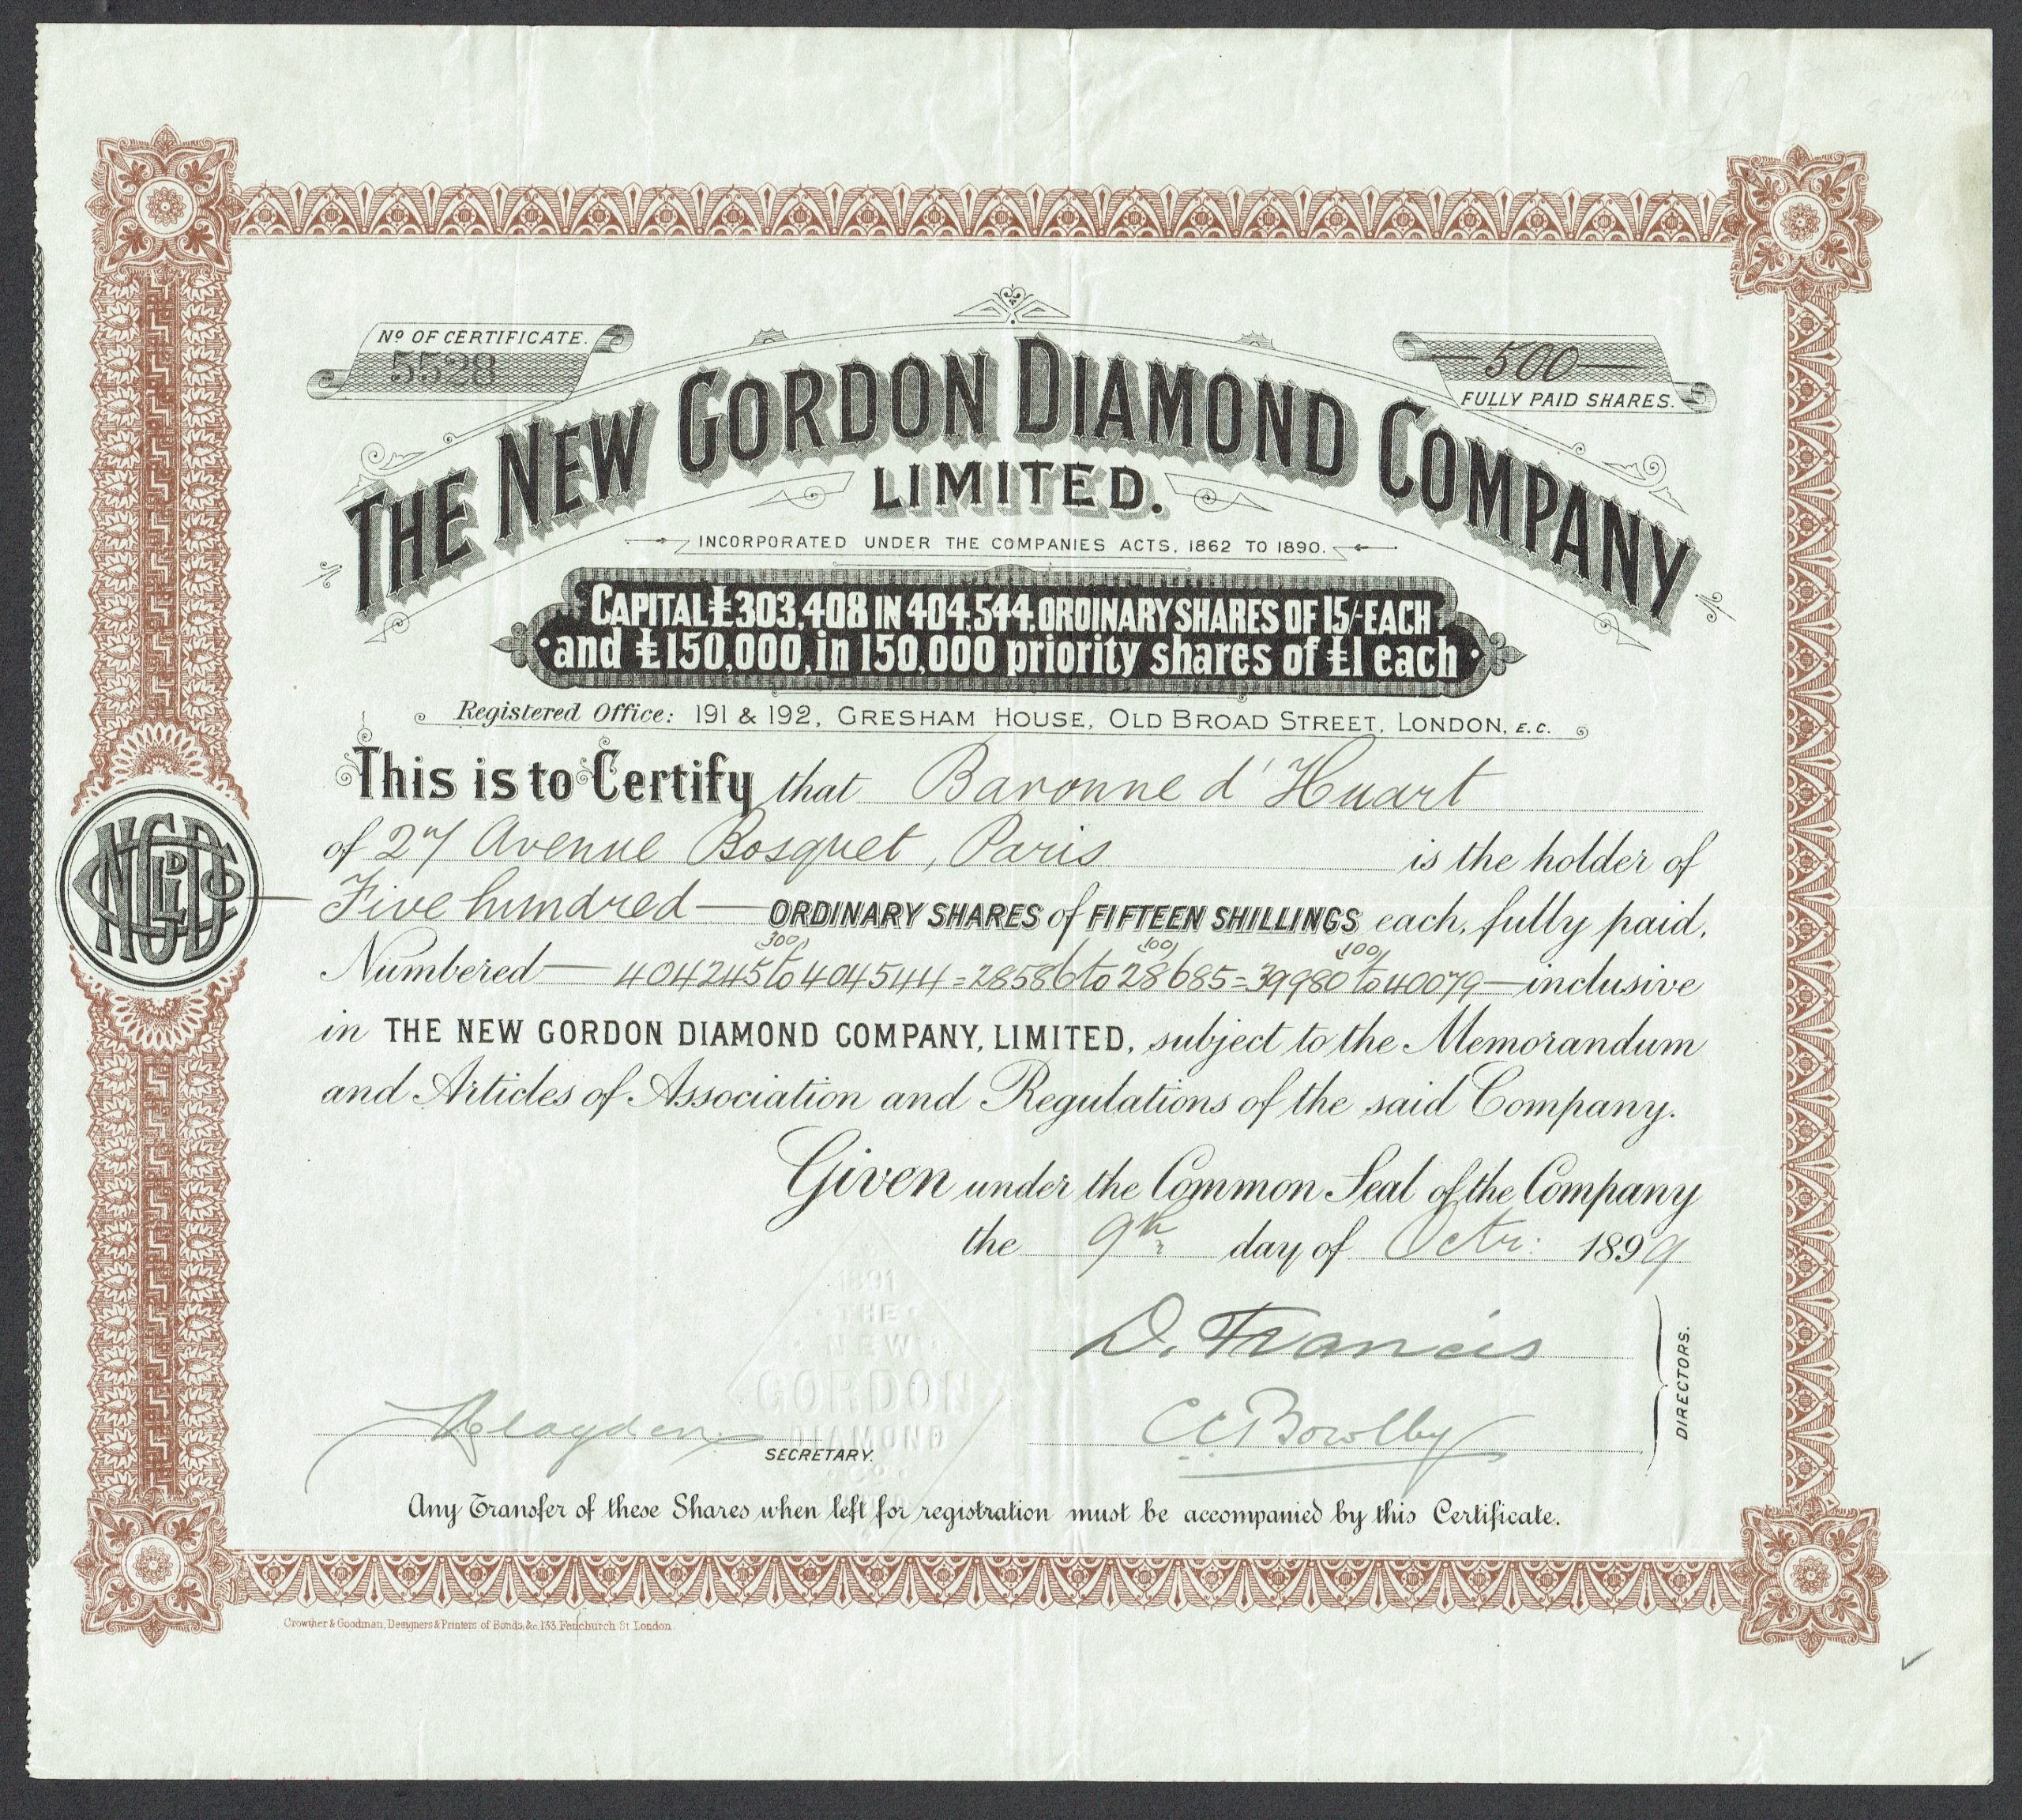 Nº OF CERTIFICATE.
5528
500
FULLY PAID SHARES.
THE NEW GORDON DIAMOND COMPANY
LIMITED.
INCORPORATED UNDER THE COMPANIES ACTS, 1862 TO 1890.
CAPITAL £303,408 IN 404,544 ORDINARY SHARES OF 15/- EACH
and £150,000, in 150,000 priority shares of £1 each
Registered Office: 191 & 192, GRESHAM HOUSE, OLD BROAD STREET, LONDON, E.C.
This is to Certify that Baronne d'Huart
of 27 Avenue Bosquet, Paris is the holder of
Five hundred ORDINARY SHARES of FIFTEEN SHILLINGS each, fully paid,
300 100 100
Numbered 404245 to 404544 = 28586 to 28685 = 39980 to 40079 inclusive
in THE NEW GORDON DIAMOND COMPANY, LIMITED, subject to the Memorandum
and Articles of Association and Regulations of the said Company.
Given under the Common Seal of the Company
the 9th day of Octr: 1899
1891
THE
NEW
GORDON
DIAMOND
CO
D. Francis
C.C. Bowlby
DIRECTORS.
SECRETARY.
Any Transfer of these Shares when left for registration must be accompanied by this Certificate.
Crowther & Goodman, Designers & Printers of Bonds, &c. 133, Fenchurch St London.